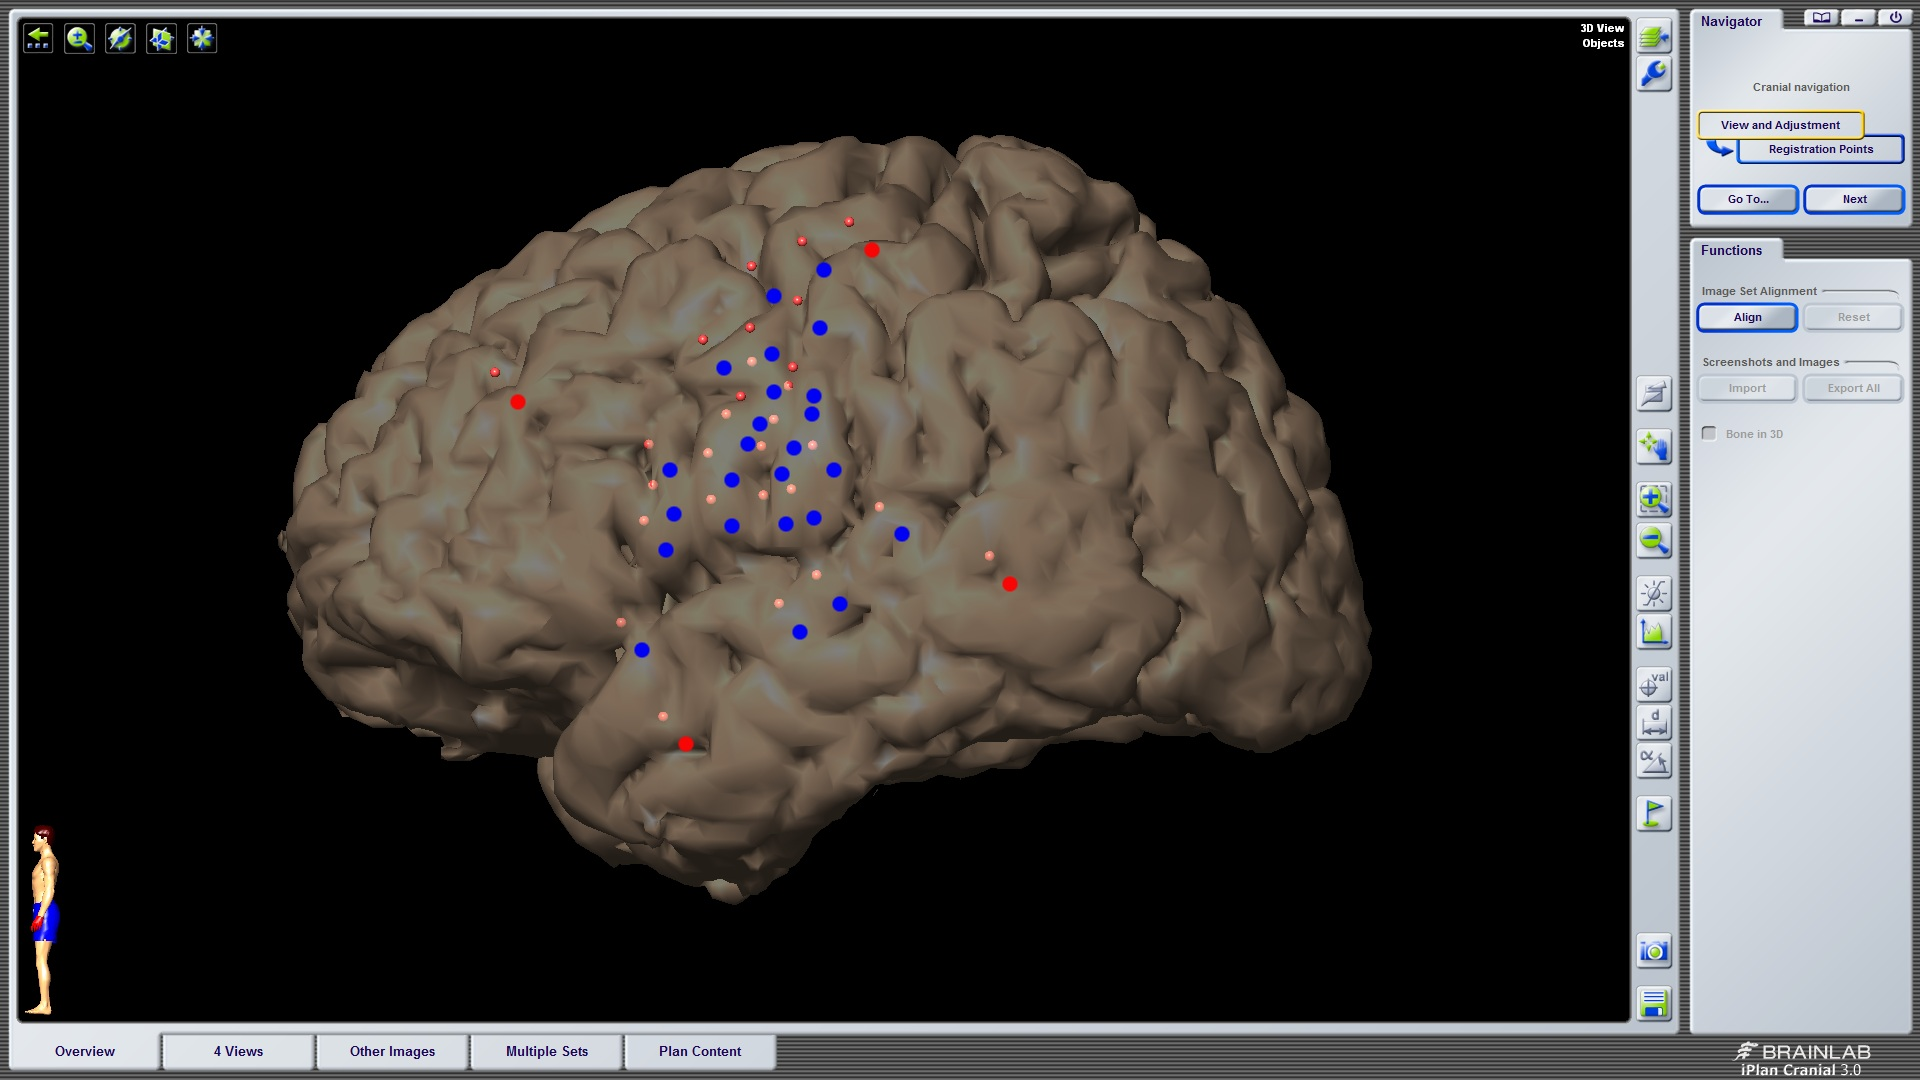 3D View
Objects
Navigator
Cranial navigation
View and Adjustment
Registration Points
Go To...
Next
Functions
Image Set Alignment
Align
Reset
Screenshots and Images
Import
Export All
Bone in 3D
val
d
α
Overview
4 Views
Other Images
Multiple Sets
Plan Content
BRAINLAB
iPlan Cranial 3.0